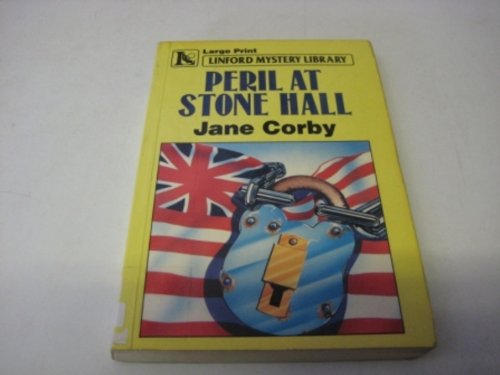 Large Print
LINFORD MYSTERY LIBRARY
PERIL AT
STONE HALL
Jane Corby